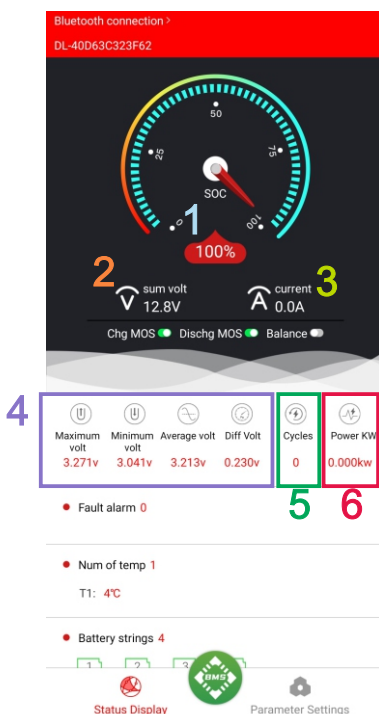 Bluetooth connection >
DL-40D63C323F62
50
25
75
SOC
0
100
1
100%
2
sum volt
12.8V
current
0.0A
3
Chg MOS Dischg MOS Balance
4
Maximum volt
Minimum volt
Average volt
Diff Volt
Cycles
Power KW
3.271v 3.041v 3.213v 0.230v 0 0.000kw
5 6
Fault alarm 0
Num of temp 1
T1: 4℃
Battery strings 4
1 2 3
BMS
Status Display Parameter Settings